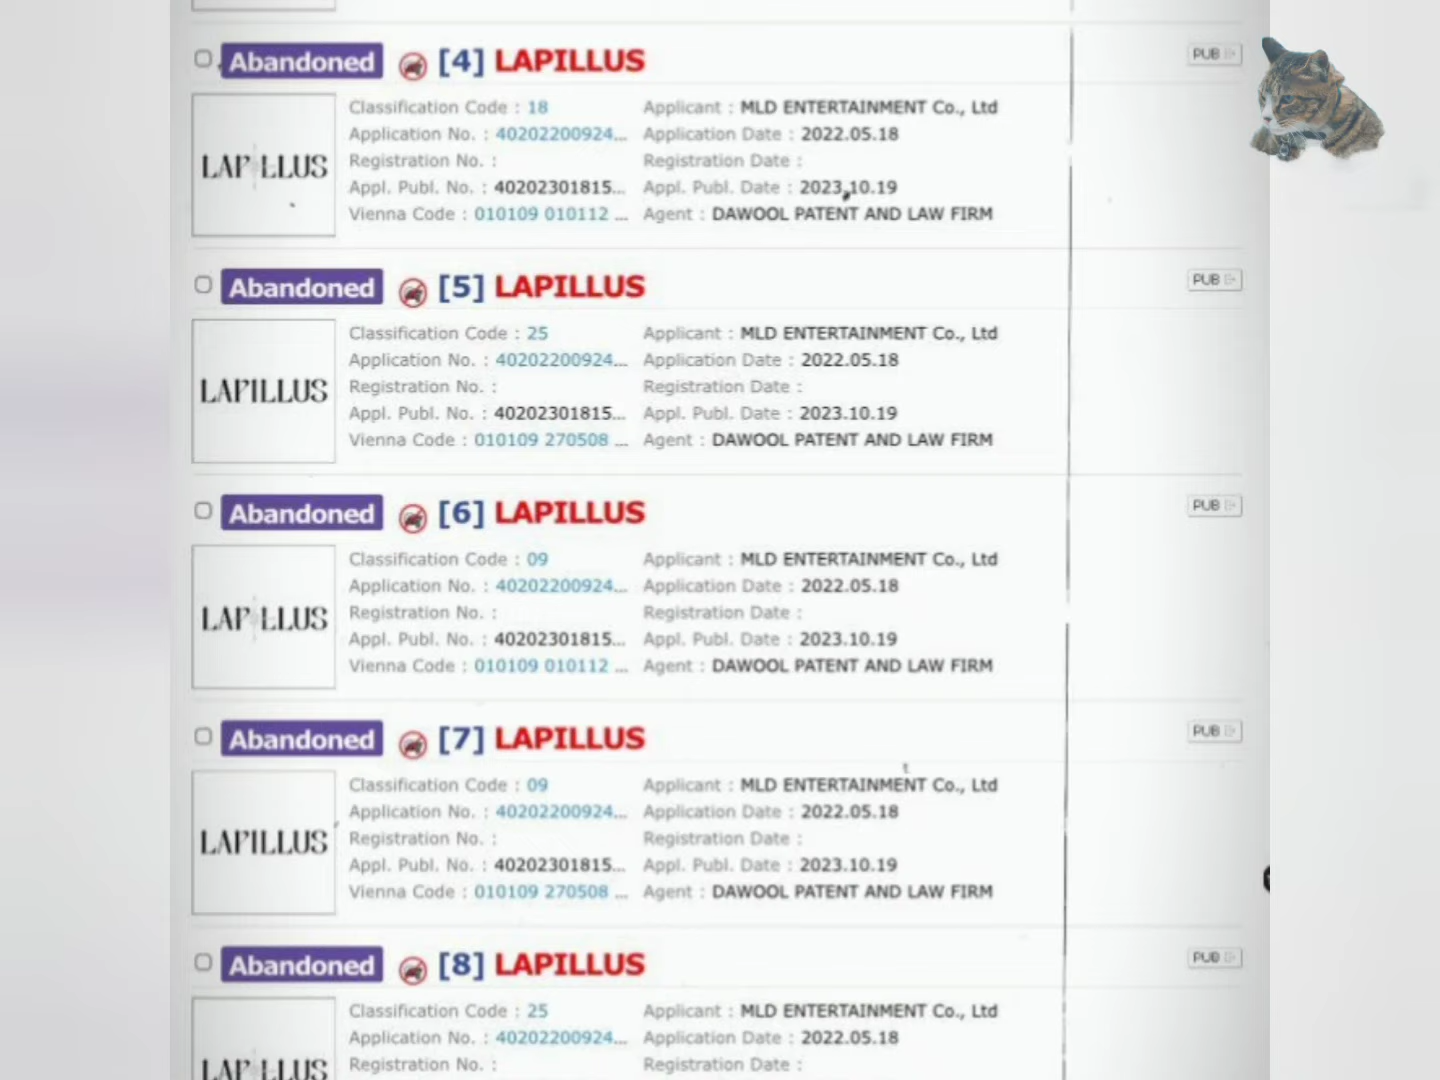 Abandoned [4] LAPILLUS PUB
LAPILLUS
Classification Code : 18 Applicant : MLD ENTERTAINMENT Co., Ltd
Application No. : 40202200924... Application Date : 2022.05.18
Registration No. : Registration Date :
Appl. Publ. No. : 40202301815... Appl. Publ. Date : 2023.10.19
Vienna Code : 010109 010112 ... Agent : DAWOOL PATENT AND LAW FIRM
Abandoned [5] LAPILLUS PUB
LAPILLUS
Classification Code : 25 Applicant : MLD ENTERTAINMENT Co., Ltd
Application No. : 40202200924... Application Date : 2022.05.18
Registration No. : Registration Date :
Appl. Publ. No. : 40202301815... Appl. Publ. Date : 2023.10.19
Vienna Code : 010109 270508 ... Agent : DAWOOL PATENT AND LAW FIRM
Abandoned [6] LAPILLUS PUB
LAPILLUS
Classification Code : 09 Applicant : MLD ENTERTAINMENT Co., Ltd
Application No. : 40202200924... Application Date : 2022.05.18
Registration No. : Registration Date :
Appl. Publ. No. : 40202301815... Appl. Publ. Date : 2023.10.19
Vienna Code : 010109 010112 ... Agent : DAWOOL PATENT AND LAW FIRM
Abandoned [7] LAPILLUS PUB
LAPILLUS
Classification Code : 09 Applicant : MLD ENTERTAINMENT Co., Ltd
Application No. : 40202200924... Application Date : 2022.05.18
Registration No. : Registration Date :
Appl. Publ. No. : 40202301815... Appl. Publ. Date : 2023.10.19
Vienna Code : 010109 270508 ... Agent : DAWOOL PATENT AND LAW FIRM
Abandoned [8] LAPILLUS PUB
LAPILLUS
Classification Code : 25 Applicant : MLD ENTERTAINMENT Co., Ltd
Application No. : 40202200924... Application Date : 2022.05.18
Registration No. : Registration Date :